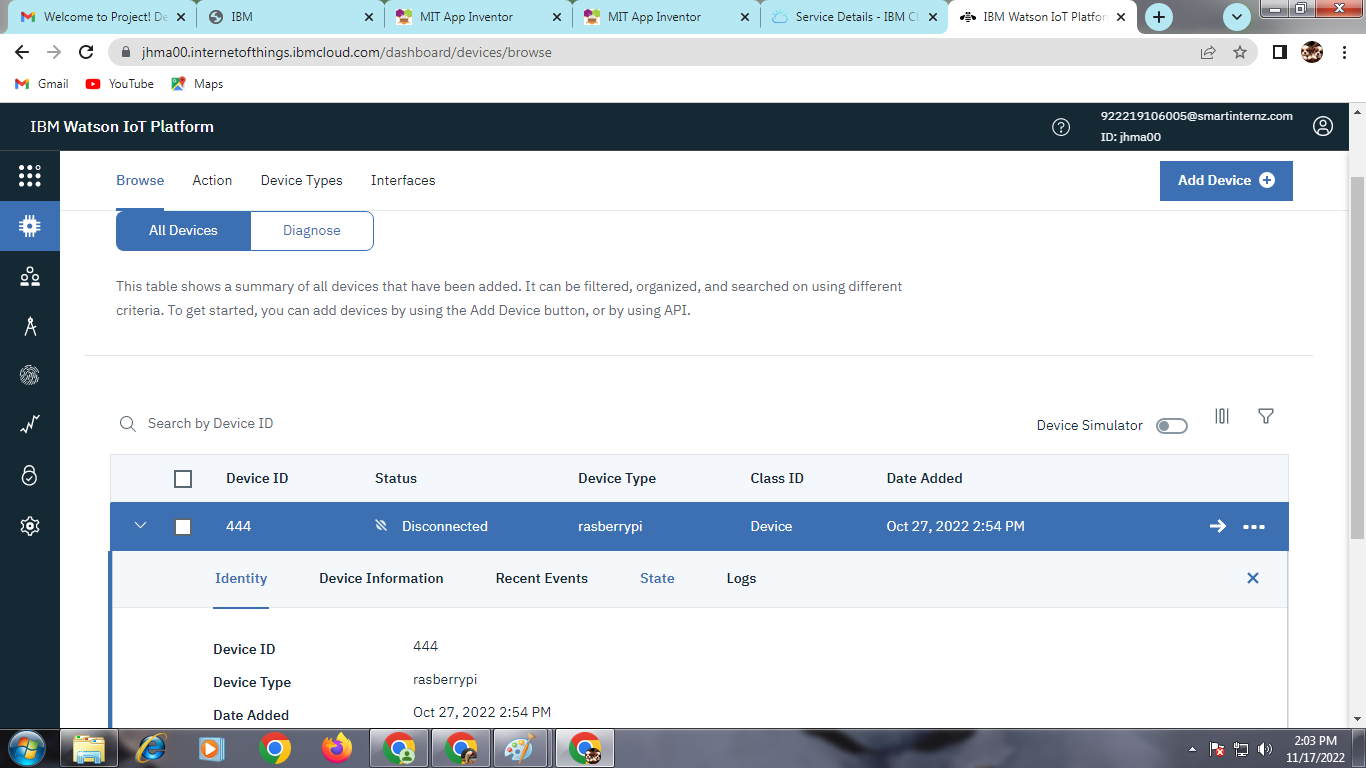 Welcome to Project! De
IBM
MIT App Inventor
MIT App Inventor
Service Details - IBM Cl
IBM Watson IoT Platfor
jhma00.internetofthings.ibmcloud.com/dashboard/devices/browse
Gmail
YouTube
Maps
IBM Watson IoT Platform
922219106005@smartinternz.com
ID: jhma00
Browse
Action
Device Types
Interfaces
Add Device
All Devices
Diagnose
This table shows a summary of all devices that have been added. It can be filtered, organized, and searched on using different
criteria. To get started, you can add devices by using the Add Device button, or by using API.
Search by Device ID
Device Simulator
Device ID Status Device Type Class ID Date Added
444 Disconnected rasberrypi Device Oct 27, 2022 2:54 PM
Identity Device Information Recent Events State Logs
Device ID 444
Device Type rasberrypi
Date Added Oct 27, 2022 2:54 PM
2:03 PM
11/17/2022